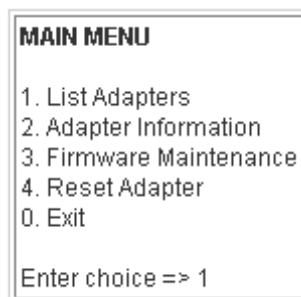 MAIN MENU
1. List Adapters
2. Adapter Information
3. Firmware Maintenance
4. Reset Adapter
0. Exit
Enter choice => 1